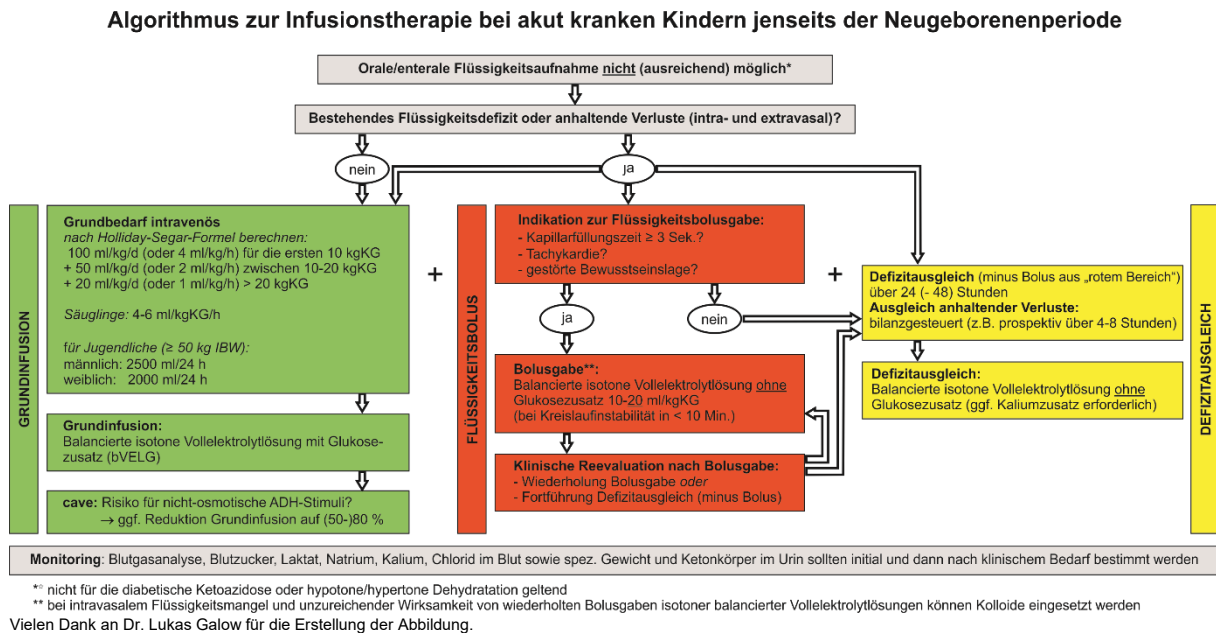 Algorithmus zur Infusionstherapie bei akut kranken Kindern jenseits der Neugeborenenperiode
Orale/enterale Flüssigkeitsaufnahme nicht (ausreichend) möglich*
Bestehendes Flüssigkeitsdefizit oder anhaltende Verluste (intra- und extravasal)?
nein
ja
GRUNDINFUSION
Grundbedarf intravenös
nach Holliday-Segar-Formel berechnen:
100 ml/kg/d (oder 4 ml/kg/h) für die ersten 10 kgKG
+ 50 ml/kg/d (oder 2 ml/kg/h) zwischen 10-20 kgKG
+ 20 ml/kg/d (oder 1 ml/kg/h) > 20 kgKG
Säuglinge: 4-6 ml/kgKG/h
für Jugendliche (≥ 50 kg IBW):
männlich: 2500 ml/24 h
weiblich: 2000 ml/24 h
Grundinfusion:
Balancierte isotone Vollelektrolytlösung mit Glukose-
zusatz (bVELG)
cave: Risiko für nicht-osmotische ADH-Stimuli?
→ ggf. Reduktion Grundinfusion auf (50-)80 %
+
FLÜSSIGKEITSBOLUS
Indikation zur Flüssigkeitsbolusgabe:
- Kapillarfüllungszeit ≥ 3 Sek.?
- Tachykardie?
- gestörte Bewusstseinslage?
ja
nein
Bolusgabe**:
Balancierte isotone Vollelektrolytlösung ohne
Glukosezusatz 10-20 ml/kgKG
(bei Kreislaufinstabilität in < 10 Min.)
Klinische Reevaluation nach Bolusgabe:
- Wiederholung Bolusgabe oder
- Fortführung Defizitausgleich (minus Bolus)
+
Defizitausgleich (minus Bolus aus „rotem Bereich“)
über 24 (- 48) Stunden
Ausgleich anhaltender Verluste:
bilanzgesteuert (z.B. prospektiv über 4-8 Stunden)
Defizitausgleich:
Balancierte isotone Vollelektrolytlösung ohne
Glukosezusatz (ggf. Kaliumzusatz erforderlich)
DEFIZITAUSGLEICH
Monitoring: Blutgasanalyse, Blutzucker, Laktat, Natrium, Kalium, Chlorid im Blut sowie spez. Gewicht und Ketonkörper im Urin sollten initial und dann nach klinischem Bedarf bestimmt werden
* nicht für die diabetische Ketoazidose oder hypotone/hypertone Dehydratation geltend
** bei intravasalem Flüssigkeitsmangel und unzureichender Wirksamkeit von wiederholten Bolusgaben isotoner balancierter Vollelektrolytlösungen können Kolloide eingesetzt werden
Vielen Dank an Dr. Lukas Galow für die Erstellung der Abbildung.